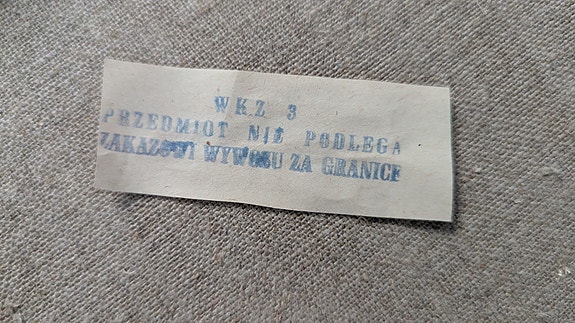 WKZ 3
PRZEDMIOT NIE PODLEGA
ZAKAZOWI WYWOZU ZA GRANICE